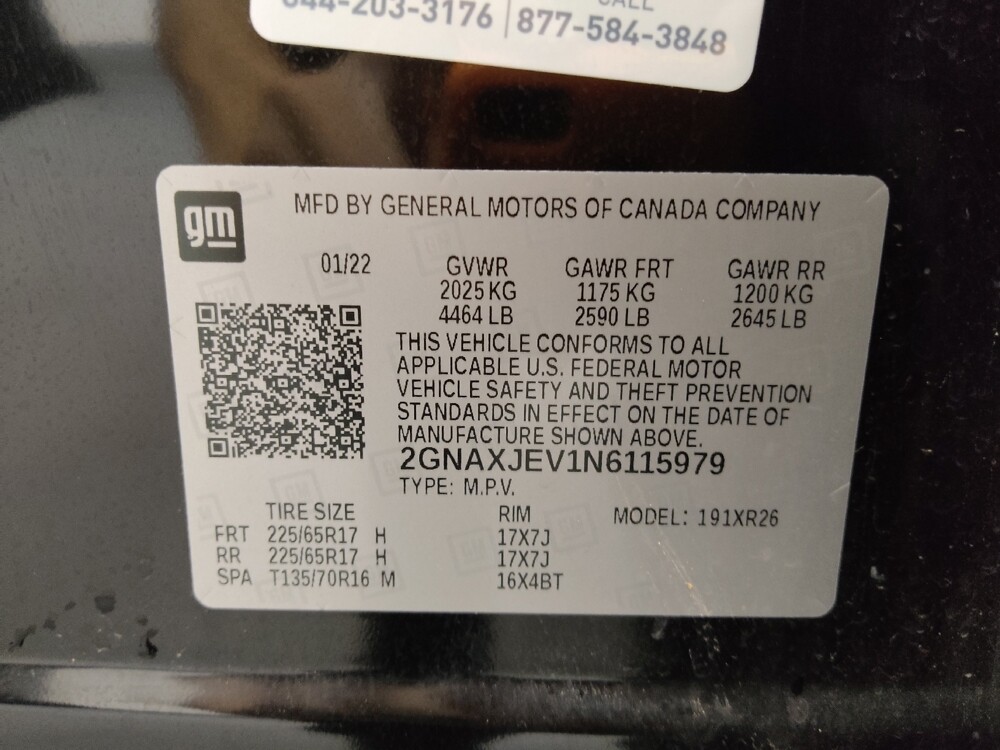 CALL
844-203-3176 | 877-584-3848
gm
MFD BY GENERAL MOTORS OF CANADA COMPANY
01/22 GVWR GAWR FRT GAWR RR
2025 KG 1175 KG 1200 KG
4464 LB 2590 LB 2645 LB
THIS VEHICLE CONFORMS TO ALL
APPLICABLE U.S. FEDERAL MOTOR
VEHICLE SAFETY AND THEFT PREVENTION
STANDARDS IN EFFECT ON THE DATE OF
MANUFACTURE SHOWN ABOVE.
2GNAXJEV1N6115979
TYPE: M.P.V.
TIRE SIZE RIM MODEL: 191XR26
FRT 225/65R17 H 17X7J
RR 225/65R17 H 17X7J
SPA T135/70R16 M 16X4BT